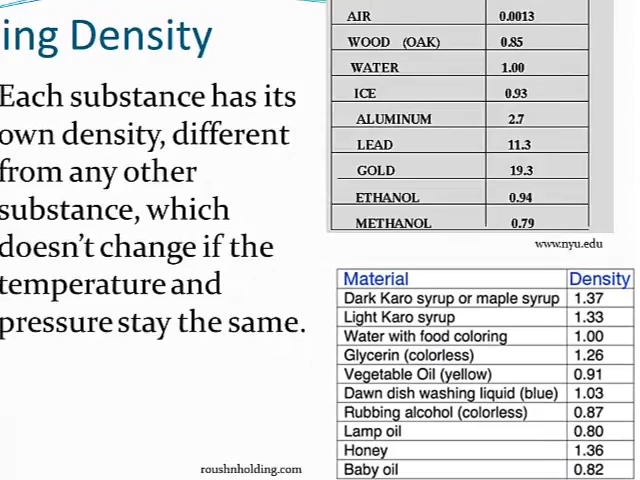 ing Density
Each substance has its
own density, different
from any other
substance, which
doesn't change if the
temperature and
pressure stay the same.
roushnholding.com
AIR 0.0013
WOOD (OAK) 0.85
WATER 1.00
ICE 0.93
ALUMINUM 2.7
LEAD 11.3
GOLD 19.3
ETHANOL 0.94
METHANOL 0.79
www.nyu.edu
Material Density
Dark Karo syrup or maple syrup 1.37
Light Karo syrup 1.33
Water with food coloring 1.00
Glycerin (colorless) 1.26
Vegetable Oil (yellow) 0.91
Dawn dish washing liquid (blue) 1.03
Rubbing alcohol (colorless) 0.87
Lamp oil 0.80
Honey 1.36
Baby oil 0.82